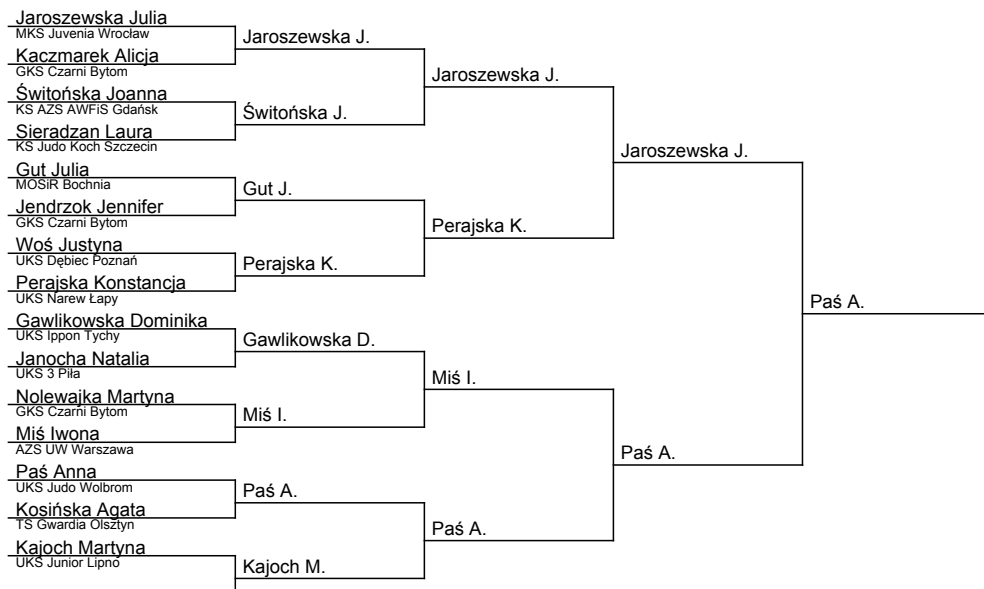 Jaroszewska Julia
MKS Juvenia Wrocław
Kaczmarek Alicja
GKS Czarni Bytom
Świtońska Joanna
KS AZS AWFiS Gdańsk
Sieradzan Laura
KS Judo Koch Szczecin
Gut Julia
MOSiR Bochnia
Jendrzok Jennifer
GKS Czarni Bytom
Woś Justyna
UKS Dębiec Poznań
Perajska Konstancja
UKS Narew Łapy
Gawlikowska Dominika
UKS Ippon Tychy
Janocha Natalia
UKS 3 Piła
Nolewajka Martyna
GKS Czarni Bytom
Miś Iwona
AZS UW Warszawa
Paś Anna
UKS Judo Wolbrom
Kosińska Agata
TS Gwardia Olsztyn
Kajoch Martyna
UKS Junior Lipno
Jaroszewska J.
Świtońska J.
Gut J.
Perajska K.
Gawlikowska D.
Miś I.
Paś A.
Kajoch M.
Jaroszewska J.
Perajska K.
Miś I.
Paś A.
Jaroszewska J.
Paś A.
Paś A.